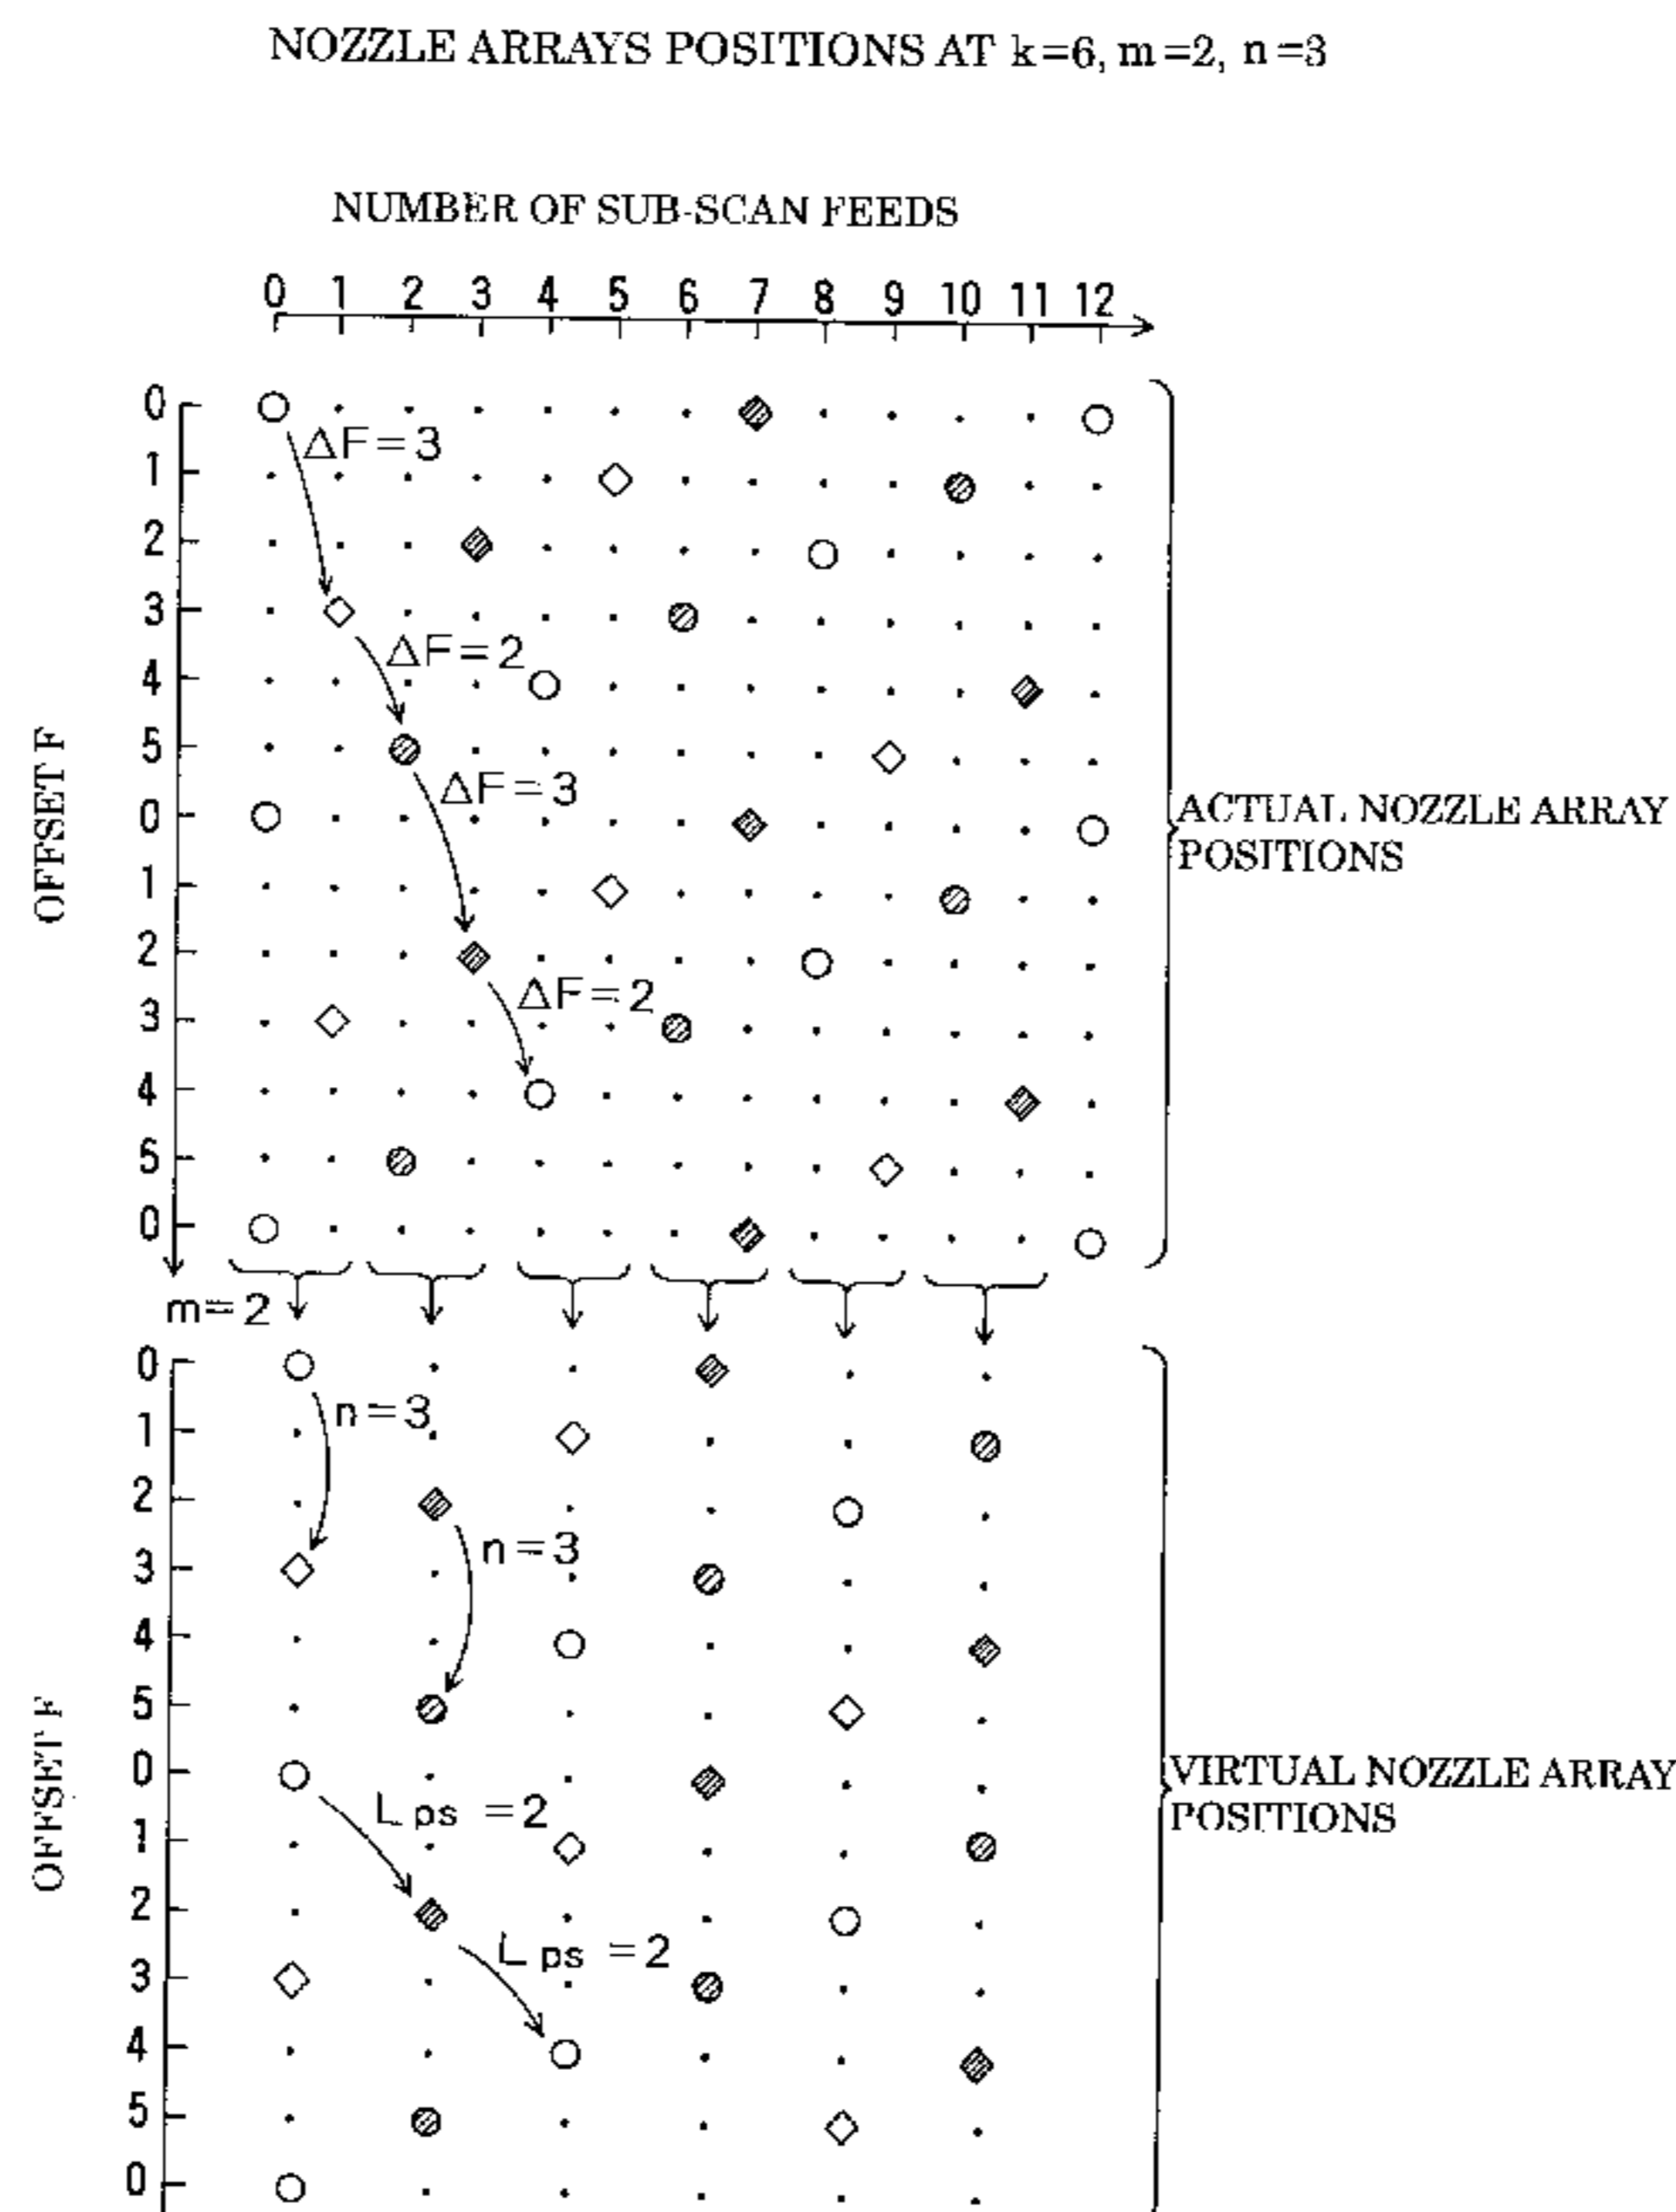 NOZZLE ARRAYS POSITIONS AT k=6, m=2, n=3
NUMBER OF SUB-SCAN FEEDS
0 1 2 3 4 5 6 7 8 9 10 11 12
OFFSET F
0
1
2
3
4
5
0
1
2
3
4
5
0
ΔF=3
ΔF=2
ΔF=3
ΔF=2
ACTUAL NOZZLE ARRAY
POSITIONS
m=2
OFFSET F
0
1
2
3
4
5
0
1
2
3
4
5
0
n=3
n=3
L ps =2
L ps =2
VIRTUAL NOZZLE ARRAY
POSITIONS